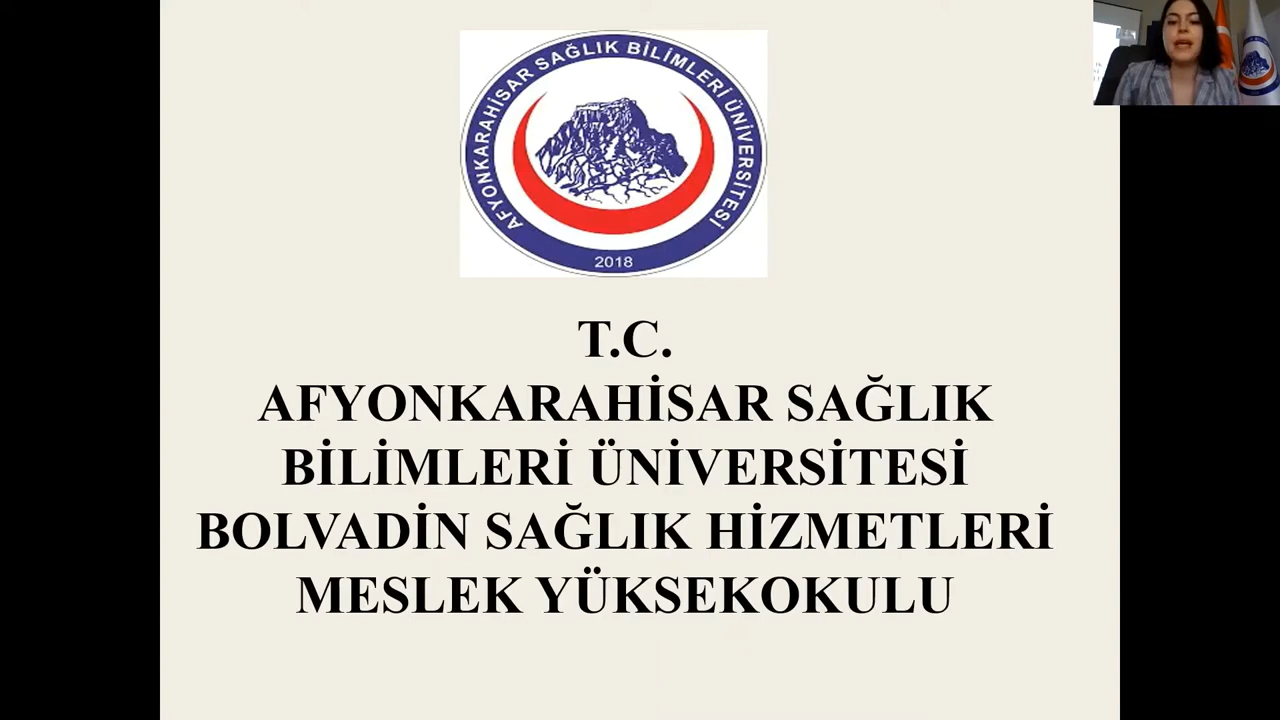 AFYONKARAHİSAR SAĞLIK BİLİMLERİ ÜNİVERSİTESİ
2018
T.C.
AFYONKARAHİSAR SAĞLIK
BİLİMLERİ ÜNİVERSİTESİ
BOLVADİN SAĞLIK HİZMETLERİ
MESLEK YÜKSEKOKULU